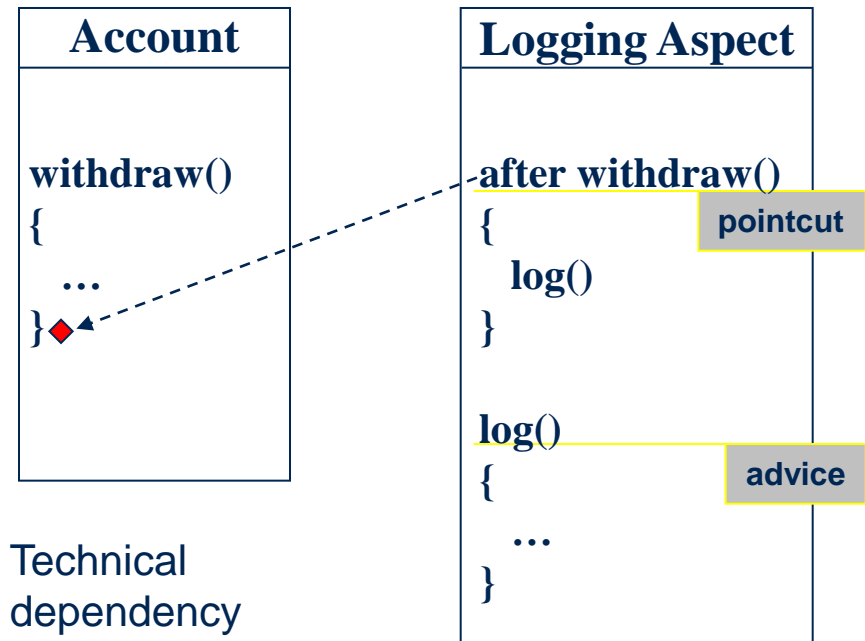 Account
withdraw()
{
…
}
Technical
dependency
Logging Aspect
after withdraw()
pointcut
{
log()
}
log()
advice
{
…
}